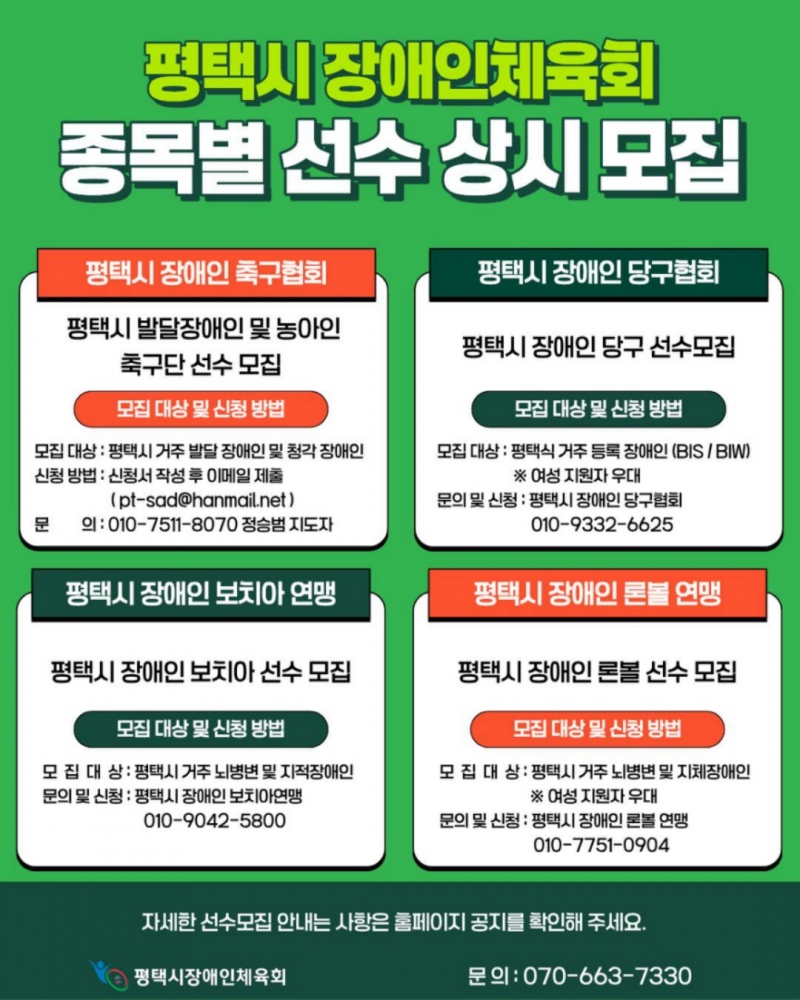 평택시 장애인체육회
종목별 선수 상시 모집
평택시 장애인 축구협회
평택시 발달장애인 및 농아인
축구단 선수 모집
모집 대상 및 신청 방법
모집 대상 : 평택시 거주 발달 장애인 및 청각 장애인
신청 방법 : 신청서 작성 후 이메일 제출
( pt-sad@hanmail.net )
문 의 : 010-7511-8070 정승범 지도자
평택시 장애인 당구협회
평택시 장애인 당구 선수모집
모집 대상 및 신청 방법
모집 대상 : 평택식 거주 등록 장애인 (BIS / BIW)
※ 여성 지원자 우대
문의 및 신청 : 평택시 장애인 당구협회
010-9332-6625
평택시 장애인 보치아 연맹
평택시 장애인 보치아 선수 모집
모집 대상 및 신청 방법
모 집 대 상 : 평택시 거주 뇌병변 및 지적장애인
문의 및 신청 : 평택시 장애인 보치아연맹
010-9042-5800
평택시 장애인 론볼 연맹
평택시 장애인 론볼 선수 모집
모집 대상 및 신청 방법
모 집 대 상 : 평택시 거주 뇌병변 및 지체장애인
※ 여성 지원자 우대
문의 및 신청 : 평택시 장애인 론볼 연맹
010-7751-0904
자세한 선수모집 안내는 사항은 홈페이지 공지를 확인해 주세요.
평택시장애인체육회
문의 : 070-663-7330